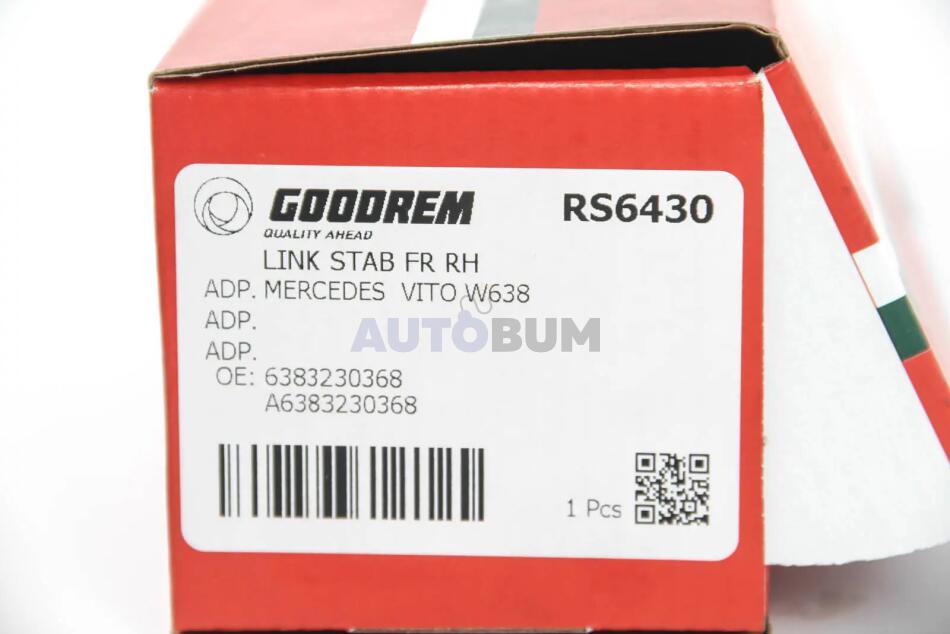 GOODREM
QUALITY AHEAD
RS6430
LINK STAB FR RH
ADP. MERCEDES VITO W638
ADP.
AUTOBUM
ADP.
OE: 6383230368
A6383230368
1 Pcs